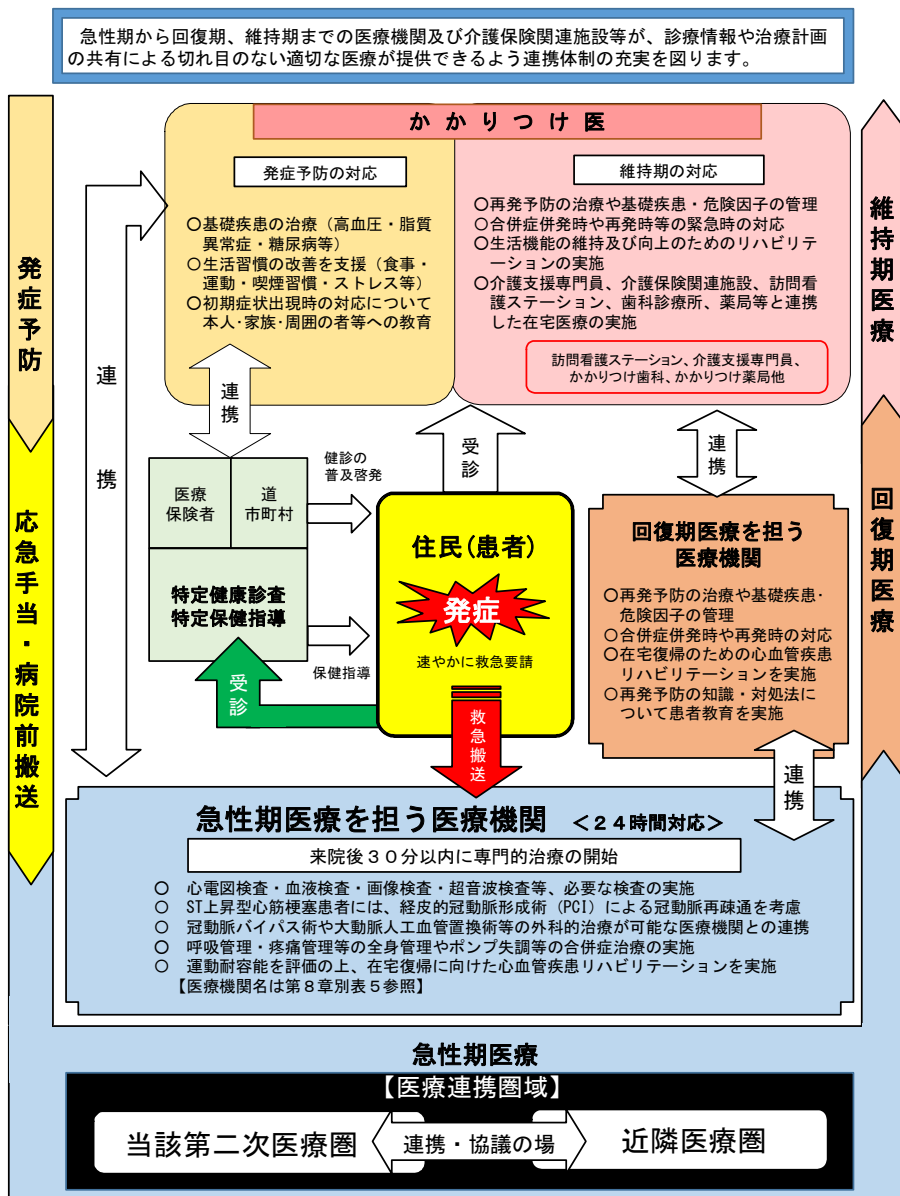 急性期から回復期、維持期までの医療機関及び介護保険関連施設等が、診療情報や治療計画
の共有による切れ目のない適切な医療が提供できるよう連携体制の充実を図ります。
かかりつけ医
発症予防の対応
○基礎疾患の治療（高血圧・脂質
異常症・糖尿病等）
○生活習慣の改善を支援（食事・
運動・喫煙習慣・ストレス等）
○初期症状出現時の対応について
本人・家族・周囲の者等への教育
維持期の対応
○再発予防の治療や基礎疾患・危険因子の管理
○合併症併発時や再発時等の緊急時の対応
○生活機能の維持及び向上のためのリハビリテ
ーションの実施
○介護支援専門員、介護保険関連施設、訪問看
護ステーション、歯科診療所、薬局等と連携
した在宅医療の実施
訪問看護ステーション、介護支援専門員、
かかりつけ歯科、かかりつけ薬局他
発症予防
応急手当・病院前搬送
維持期医療
回復期医療
連携
連携
受診
連携
医療
保険者
道
市町村
特定健康診査
特定保健指導
健診の
普及啓発
保健指導
受診
住民(患者)
発症
速やかに救急要請
救急搬送
回復期医療を担う
医療機関
○再発予防の治療や基礎疾患・
危険因子の管理
○合併症併発時や再発時の対応
○在宅復帰のための心血管疾患
リハビリテーションを実施
○再発予防の知識・対処法に
ついて患者教育を実施
連携
急性期医療を担う医療機関 ＜２４時間対応＞
来院後３０分以内に専門的治療の開始
○ 心電図検査・血液検査・画像検査・超音波検査等、必要な検査の実施
○ ST上昇型心筋梗塞患者には、経皮的冠動脈形成術（PCI）による冠動脈再疎通を考慮
○ 冠動脈バイパス術や大動脈人工血管置換術等の外科的治療が可能な医療機関との連携
○ 呼吸管理・疼痛管理等の全身管理やポンプ失調等の合併症治療の実施
○ 運動耐容能を評価の上、在宅復帰に向けた心血管疾患リハビリテーションを実施
【医療機関名は第８章別表５参照】
急性期医療
【医療連携圏域】
当該第二次医療圏
連携・協議の場
近隣医療圏